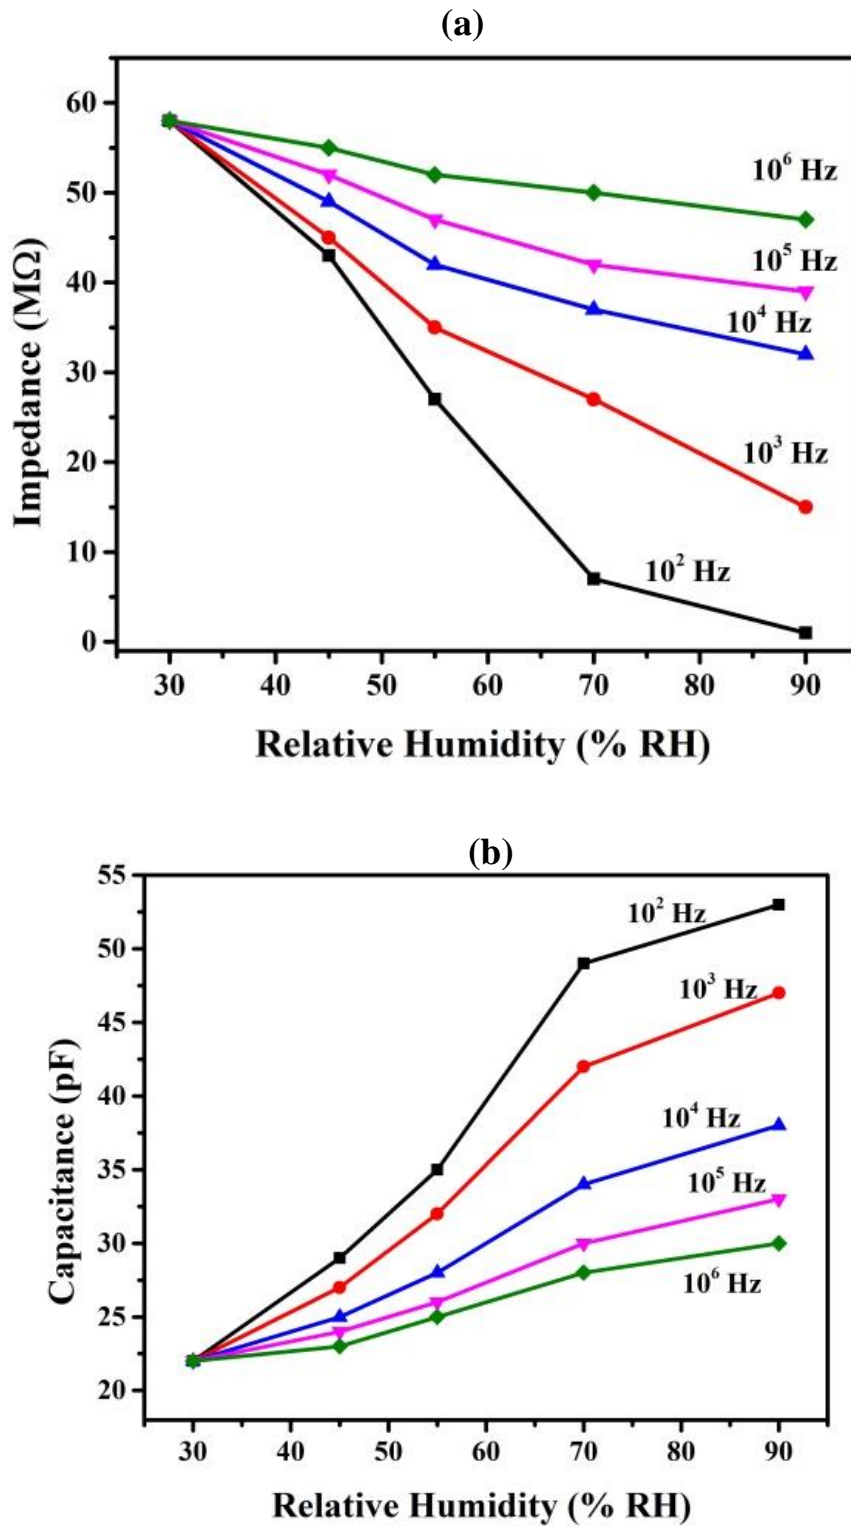 (a)
60
50
40
30
20
10
0
Impedance (MΩ)
10⁶ Hz
10⁵ Hz
10⁴ Hz
10³ Hz
10² Hz
30 40 50 60 70 80 90
Relative Humidity (% RH)
(b)
55
50
45
40
35
30
25
20
Capacitance (pF)
10² Hz
10³ Hz
10⁴ Hz
10⁵ Hz
10⁶ Hz
30 40 50 60 70 80 90
Relative Humidity (% RH)